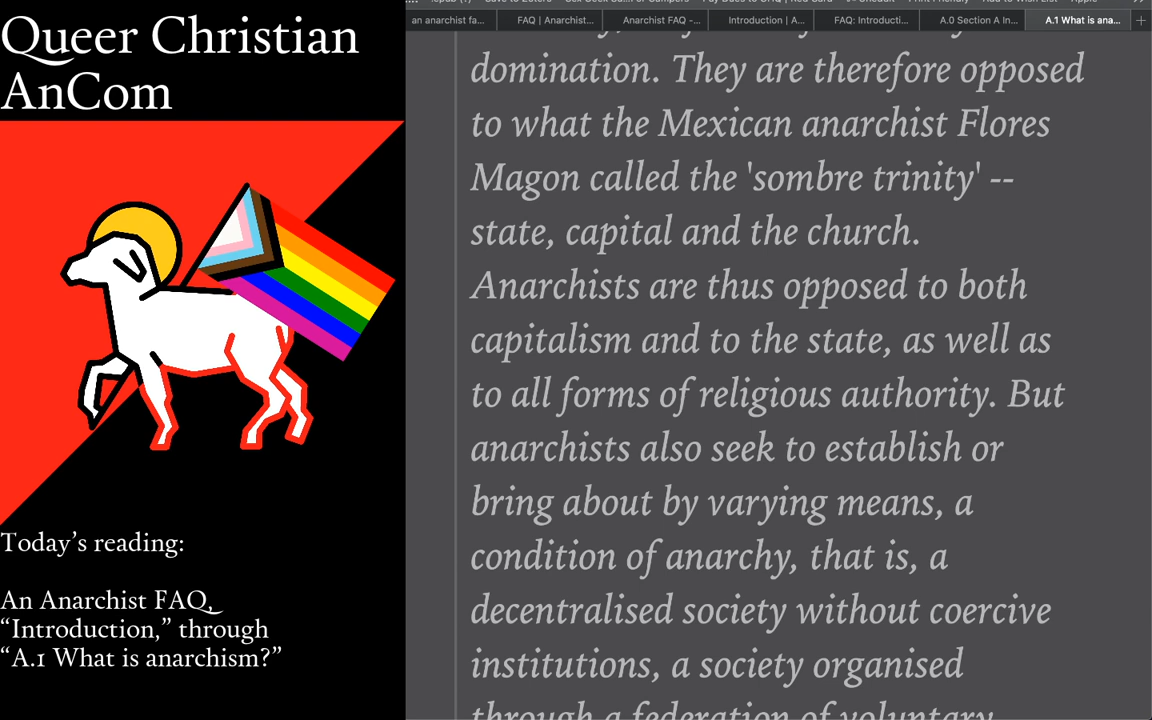 Queer Christian
AnCom
Today's reading:
An Anarchist FAQ,
“Introduction,” through
“A.1 What is anarchism?”
an anarchist fa...
FAQ | Anarchist...
Anarchist FAQ -...
Introduction | A...
FAQ: Introducti...
A.0 Section A In...
A.1 What is ana...
domination. They are therefore opposed
to what the Mexican anarchist Flores
Magon called the 'sombre trinity' --
state, capital and the church.
Anarchists are thus opposed to both
capitalism and to the state, as well as
to all forms of religious authority. But
anarchists also seek to establish or
bring about by varying means, a
condition of anarchy, that is, a
decentralised society without coercive
institutions, a society organised
through a federation of voluntary